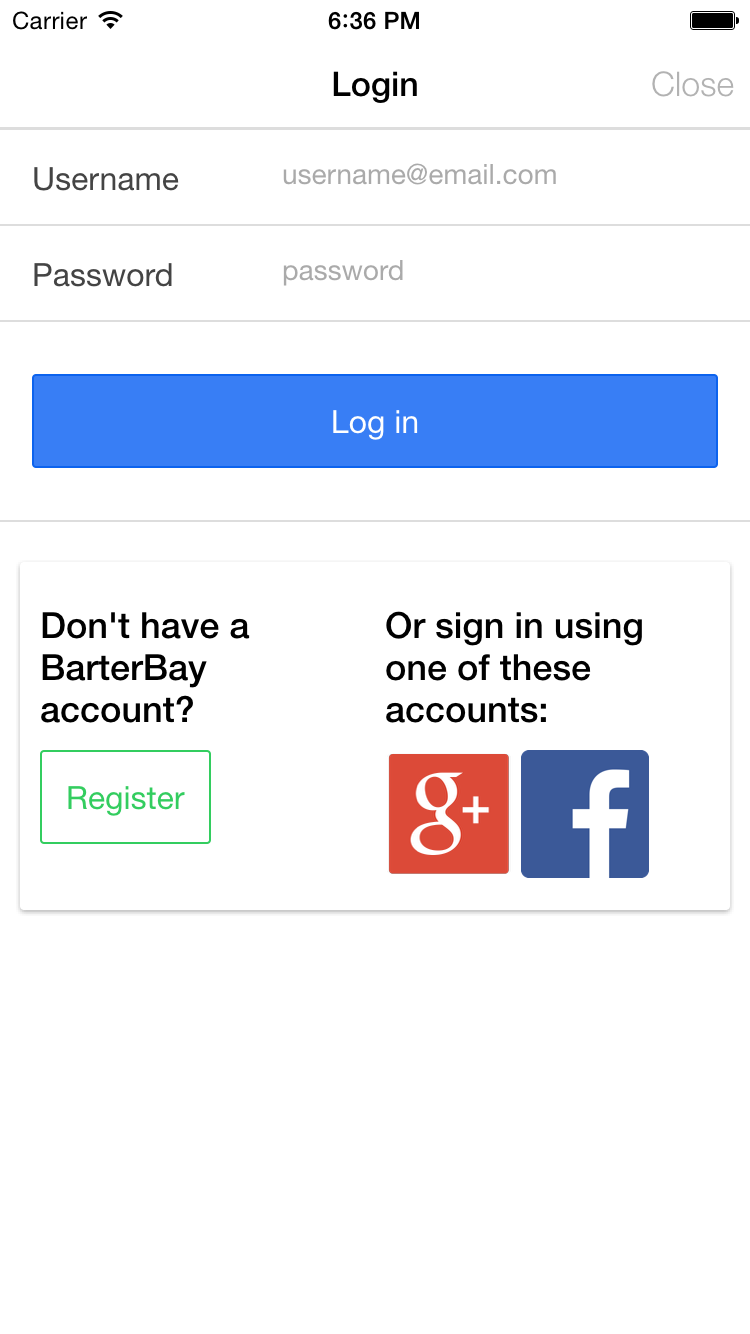 Carrier 6:36 PM
Login Close
Username username@email.com
Password password
Log in
Don't have a
BarterBay
account?
Register
Or sign in using
one of these
accounts:
g+ f